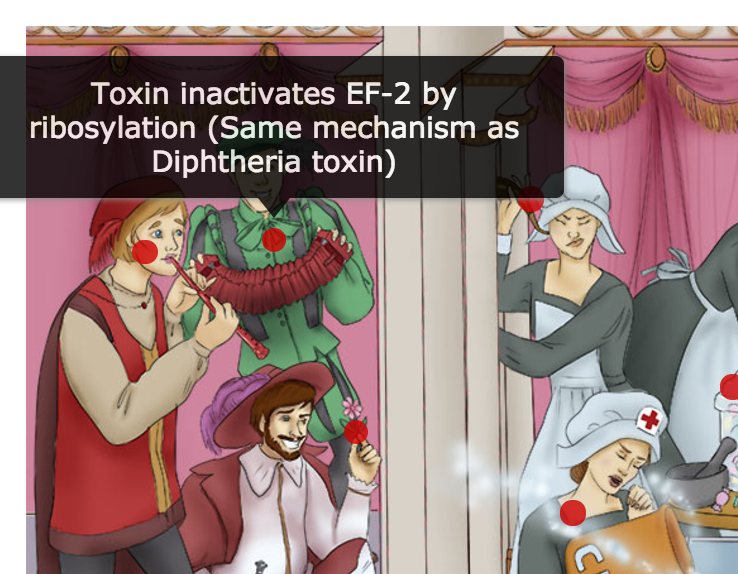 Toxin inactivates EF-2 by
ribosylation (Same mechanism as
Diphtheria toxin)